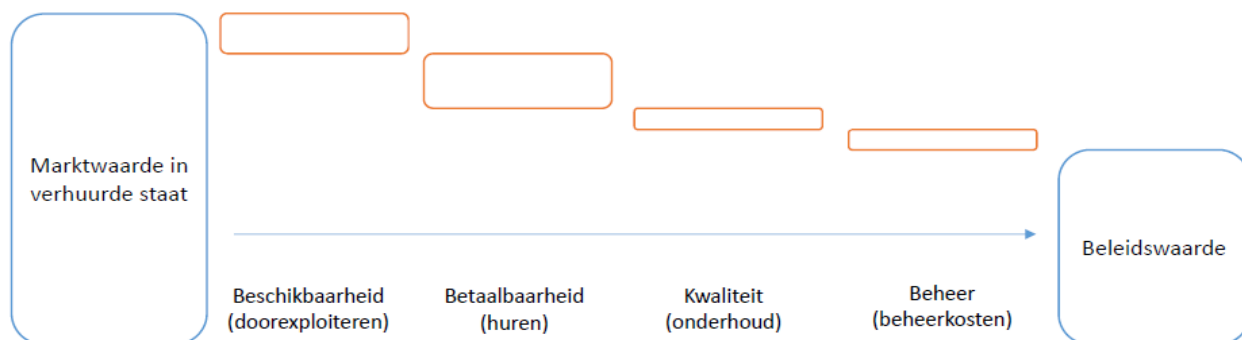 Marktwaarde in
verhuurde staat
Beschikbaarheid
(doorexploiteren)
Betaalbaarheid
(huren)
Kwaliteit
(onderhoud)
Beheer
(beheerkosten)
Beleidswaarde